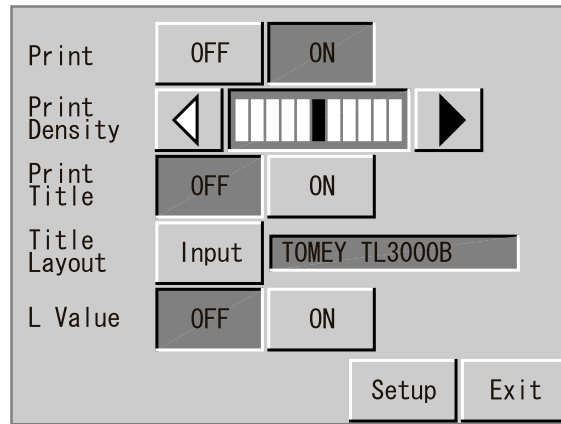 Print OFF ON
Print
Density
Print
Title OFF ON
Title
Layout Input TOMEY TL3000B
L Value OFF ON
Setup Exit